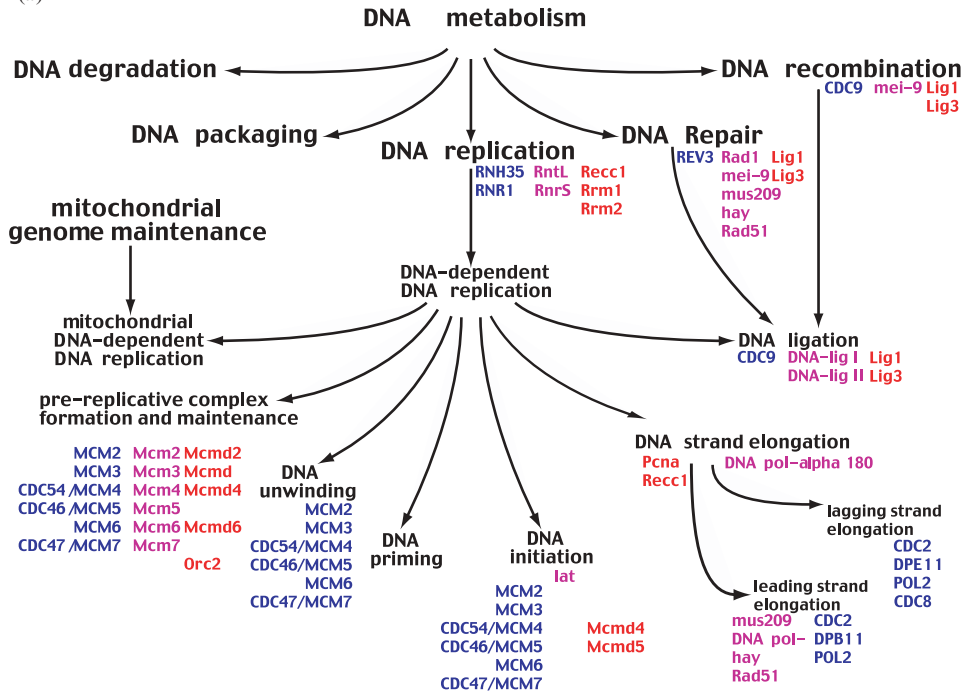 DNA metabolism
DNA degradation
DNA recombination
CDC9 mei-9 Lig1
Lig3
DNA packaging
DNA replication
RNH35 RntL Recc1
RNR1 RnrS Rrm1
Rrm2
DNA Repair
REV3 Rad1 Lig1
mei-9 Lig3
mus209
hay
Rad51
mitochondrial
genome maintenance
DNA-dependent
DNA replication
mitochondrial
DNA-dependent
DNA replication
DNA ligation
CDC9 DNA-lig I Lig1
DNA-lig II Lig3
pre-replicative complex
formation and maintenance
MCM2 Mcm2 Mcmd2
MCM3 Mcm3 Mcmd
CDC54/MCM4 Mcm4 Mcmd4
CDC46/MCM5 Mcm5
MCM6 Mcm6 Mcmd6
CDC47/MCM7 Mcm7
Orc2
DNA
unwinding
MCM2
MCM3
CDC54/MCM4
CDC46/MCM5
MCM6
CDC47/MCM7
DNA
priming
DNA
initiation
lat
MCM2
MCM3
CDC54/MCM4 Mcmd4
CDC46/MCM5 Mcmd5
MCM6
CDC47/MCM7
DNA strand elongation
Pcna DNA pol-alpha 180
Recc1
lagging strand
elongation
CDC2
DPE11
POL2
CDC8
leading strand
elongation
mus209 CDC2
DNA pol- DPB11
hay POL2
Rad51